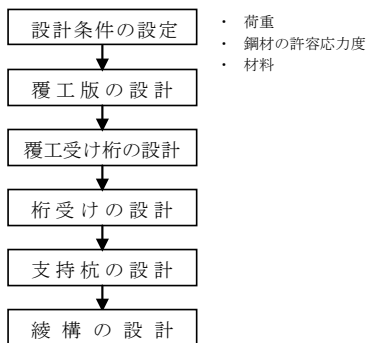 設計条件の設定
・ 荷重
・ 鋼材の許容応力度
・ 材料
覆工版の設計
覆工受け桁の設計
桁受けの設計
支持杭の設計
綾構の設計